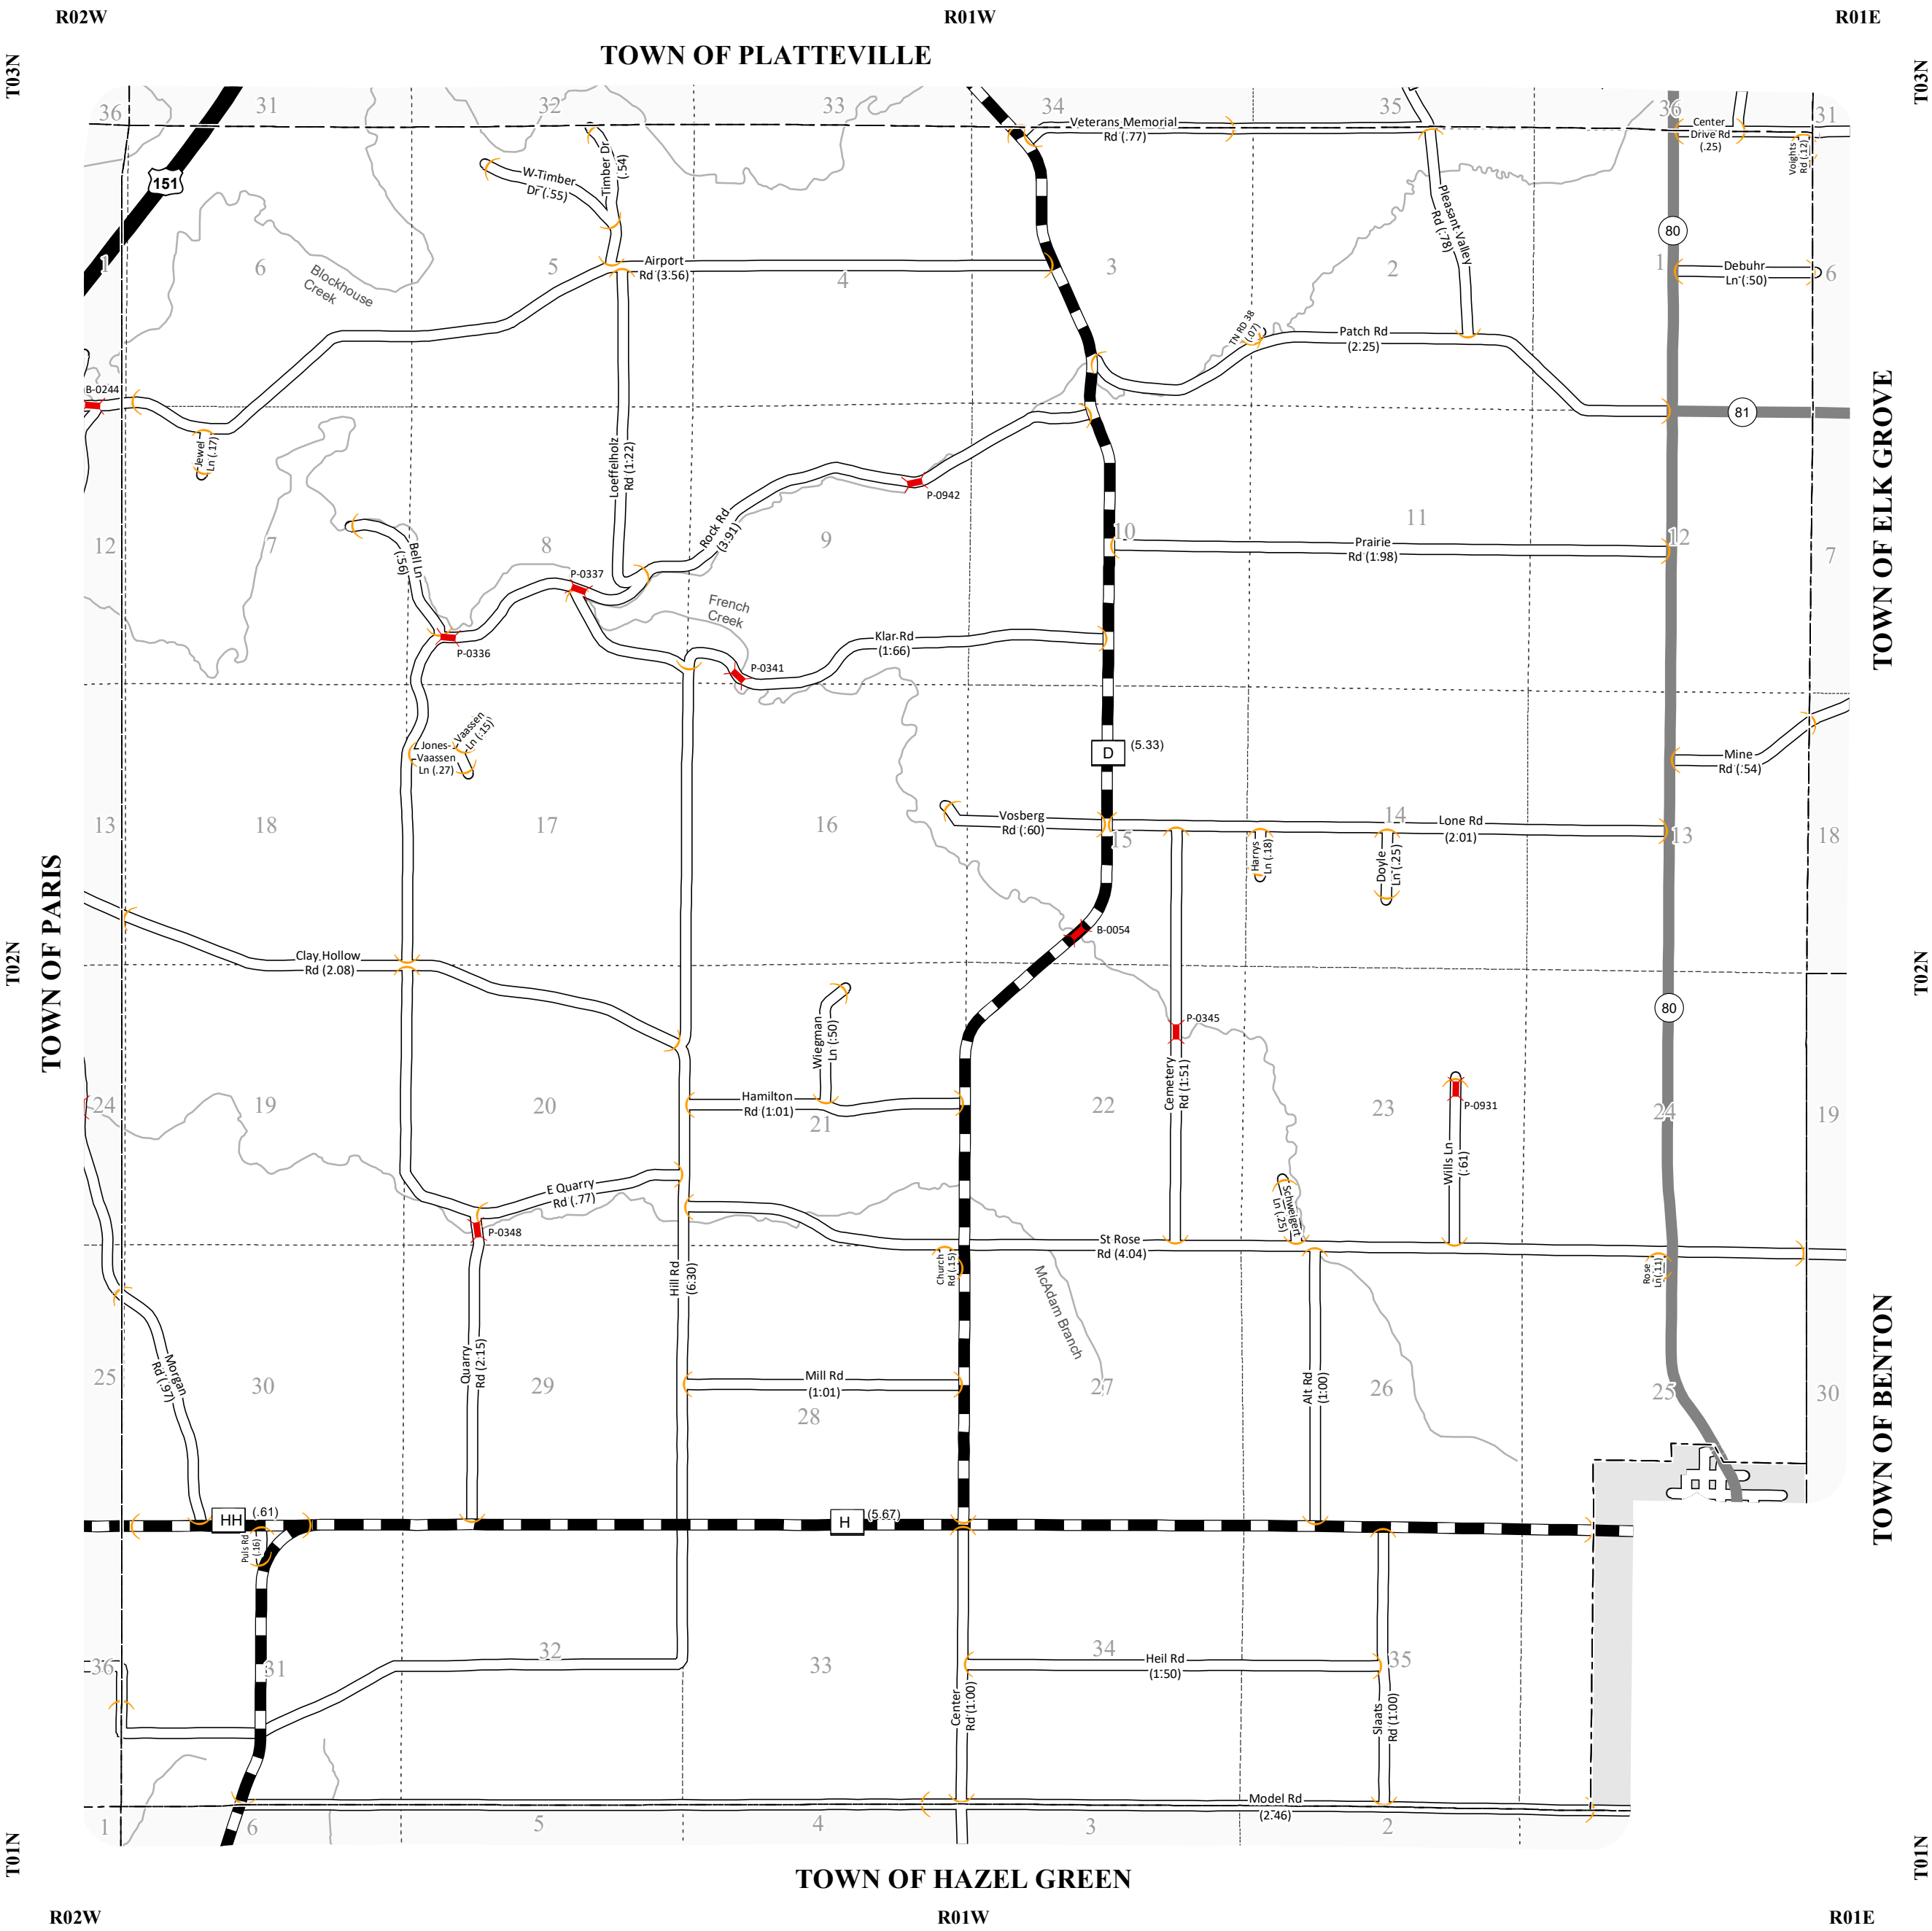 R02W
R01W
R01E
TOWN OF PLATTEVILLE
T03N
T03N
36
31
32
33
34
35
36
31
Veterans Memorial
Rd (.77)
Center
Drive Rd
(.25)
Voights
Rd (.12)
151
W Timber
Dr (.55)
Timber Dr
(.54)
Pleasant Valley
Rd (.78)
80
1
6
5
4
3
2
1
6
Blockhouse
Creek
Airport
Rd (3.56)
Debuhr
Ln (.50)
TN RD 38
(.07)
Patch Rd
(2.25)
B-0244
81
Jewel
Ln (.17)
Loeffelholz
Rd (1.22)
P-0942
TOWN OF ELK GROVE
12
7
8
9
10
11
12
7
Bell Ln
(.56)
Rock Rd
(3.91)
Prairie
Rd (1.98)
P-0337
French
Creek
P-0336
P-0341
Klar Rd
(1.66)
Jones-
Vaassen
Ln (.27)
Vaassen
Ln (.15)
D
(5.33)
Mine
Rd (.54)
13
18
17
16
15
14
13
18
Vosberg
Rd (.60)
Lone Rd
(2.01)
Harrys
Ln (.18)
Doyle
Ln (.25)
TOWN OF PARIS
B-0054
T02N
T02N
Clay Hollow
Rd (2.08)
80
Wiegman
Ln (.50)
P-0345
Cemetery
Rd (1.51)
P-0931
24
19
20
21
22
23
24
19
Hamilton
Rd (1.01)
Wills Ln
(.61)
E Quarry
Rd (.77)
Schweigert
Ln (.25)
P-0348
St Rose
Rd (4.04)
Church
Rd (.15)
Rose
Ln (.11)
Hill Rd
(6.30)
McAdam Branch
TOWN OF BENTON
25
30
29
28
27
26
25
30
Morgan
Rd (.97)
Quarry
Rd (2.15)
Mill Rd
(1.01)
Alt Rd
(1.00)
HH
(.61)
H
(5.67)
Puls Rd
(.16)
36
31
32
33
34
35
Heil Rd
(1.50)
Center
Rd (1.00)
Slaats
Rd (1.00)
Model Rd
(2.46)
1
6
5
4
3
2
T01N
T01N
TOWN OF HAZEL GREEN
R02W
R01W
R01E